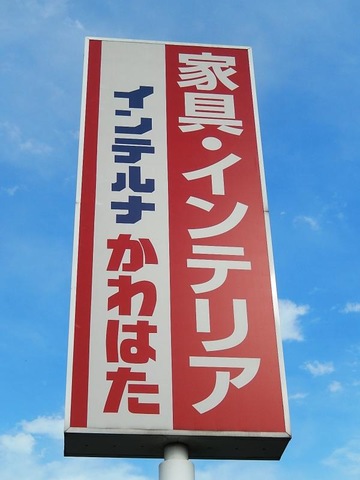 家具・インテリア
インテルナ かわはた